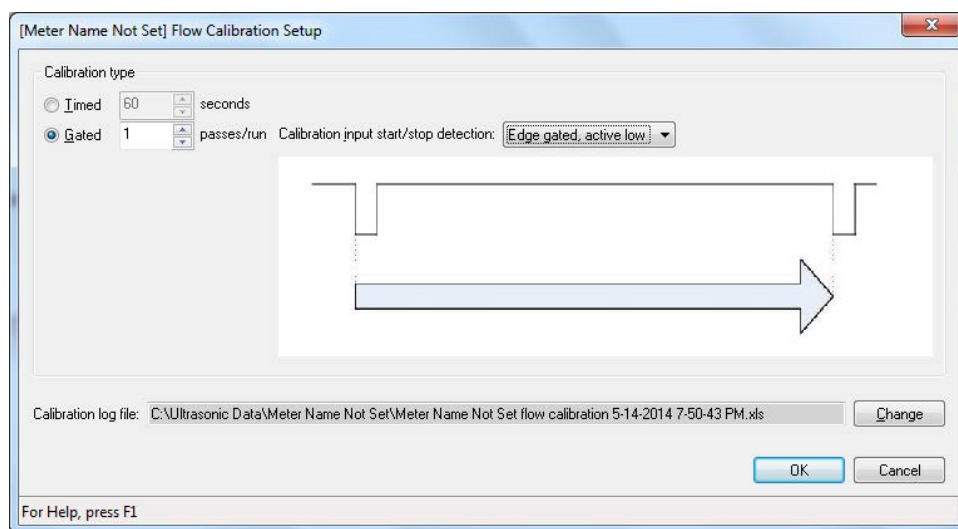 [Meter Name Not Set] Flow Calibration Setup
Calibration type
Timed 60 seconds
Gated 1 passes/run Calibration input start/stop detection: Edge gated, active low
Calibration log file: C:\Ultrasonic Data\Meter Name Not Set\Meter Name Not Set flow calibration 5-14-2014 7-50-43 PM.xls Change
OK Cancel
For Help, press F1